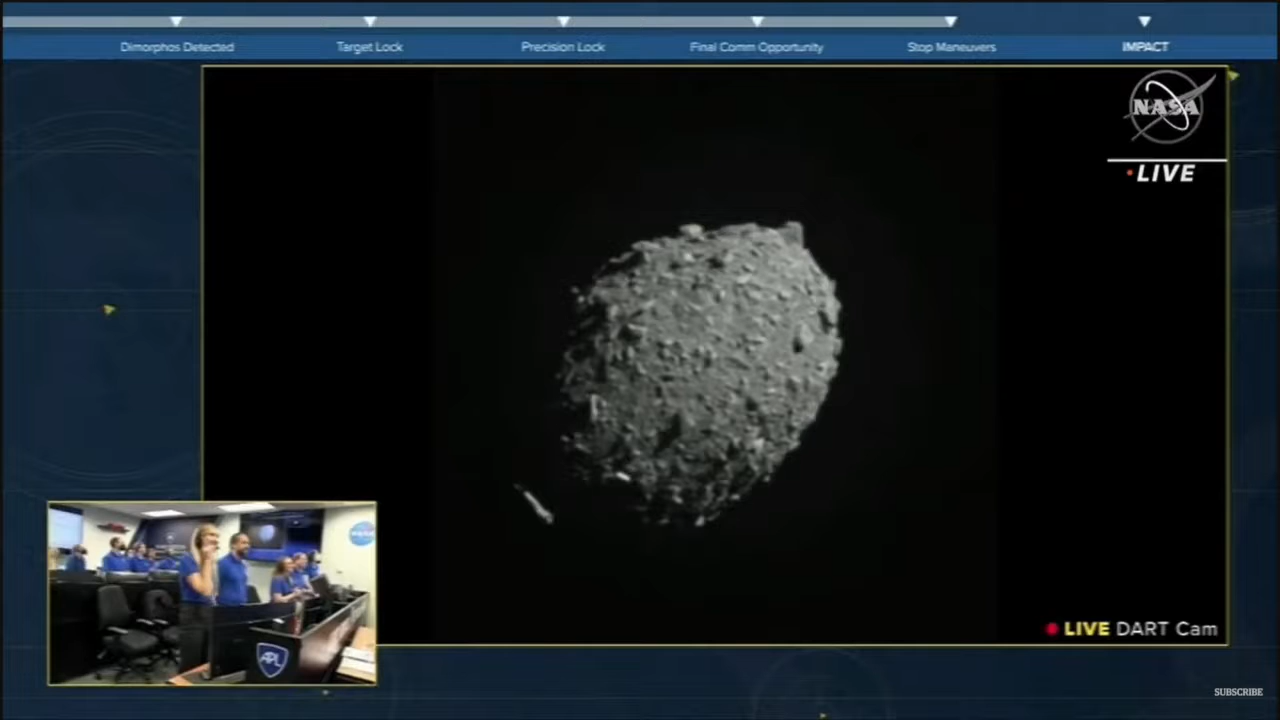 Dimorphos Detected
Target Lock
Precision Lock
Final Comm Opportunity
Stop Maneuvers
IMPACT
NASA
LIVE
NASA
APL
LIVE DART Cam
SUBSCRIBE